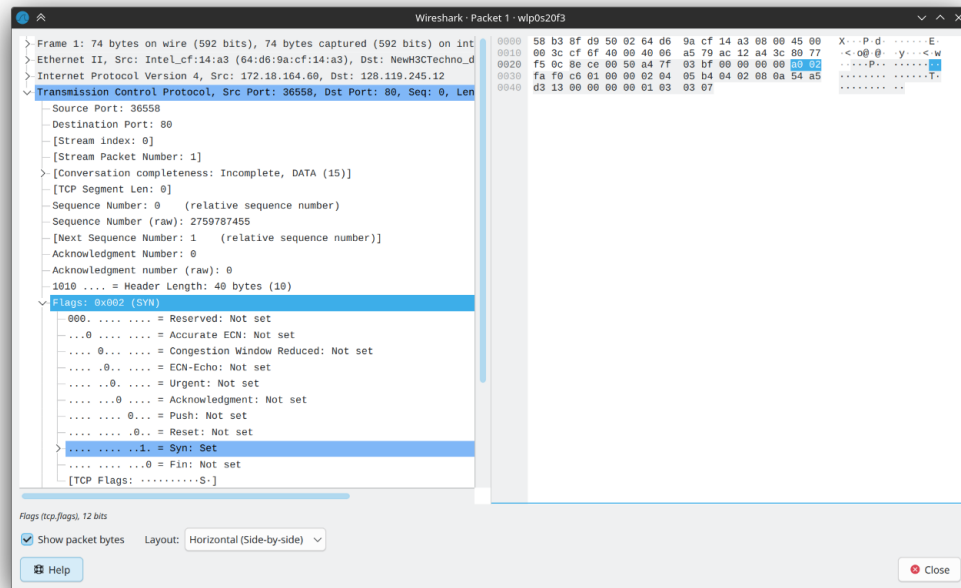 Wireshark · Packet 1 · wlp0s20f3
Frame 1: 74 bytes on wire (592 bits), 74 bytes captured (592 bits) on int
Ethernet II, Src: Intel_cf:14:a3 (64:d6:9a:cf:14:a3), Dst: NewH3CTechno_d
Internet Protocol Version 4, Src: 172.18.164.60, Dst: 128.119.245.12
Transmission Control Protocol, Src Port: 36558, Dst Port: 80, Seq: 0, Len
Source Port: 36558
Destination Port: 80
[Stream index: 0]
[Stream Packet Number: 1]
[Conversation completeness: Incomplete, DATA (15)]
[TCP Segment Len: 0]
Sequence Number: 0    (relative sequence number)
Sequence Number (raw): 2759787455
[Next Sequence Number: 1    (relative sequence number)]
Acknowledgment Number: 0
Acknowledgment number (raw): 0
1010 .... = Header Length: 40 bytes (10)
Flags: 0x002 (SYN)
000. .... .... = Reserved: Not set
...0 .... .... = Accurate ECN: Not set
.... 0... .... = Congestion Window Reduced: Not set
.... .0.. .... = ECN-Echo: Not set
.... ..0. .... = Urgent: Not set
.... ...0 .... = Acknowledgment: Not set
.... .... 0... = Push: Not set
.... .... .0.. = Reset: Not set
.... .... ..1. = Syn: Set
.... .... ...0 = Fin: Not set
[TCP Flags: ··········S·]
0000 58 b3 8f d9 50 02 64 d6 9a cf 14 a3 08 00 45 00 X···P·d· ······E·
0010 00 3c cf 6f 40 00 40 06 a5 79 ac 12 a4 3c 80 77 ·<·o@·@· ·y···<·w
0020 f5 0c 8e ce 00 50 a4 7f 03 bf 00 00 00 00 a0 02 ·····P·· ········
0030 fa f0 c6 01 00 00 02 04 05 b4 04 02 08 0a 54 a5 ········ ······T·
0040 d3 13 00 00 00 00 01 03 03 07 ········ ··
Flags (tcp.flags), 12 bits
Show packet bytes Layout: Horizontal (Side-by-side)
Help Close